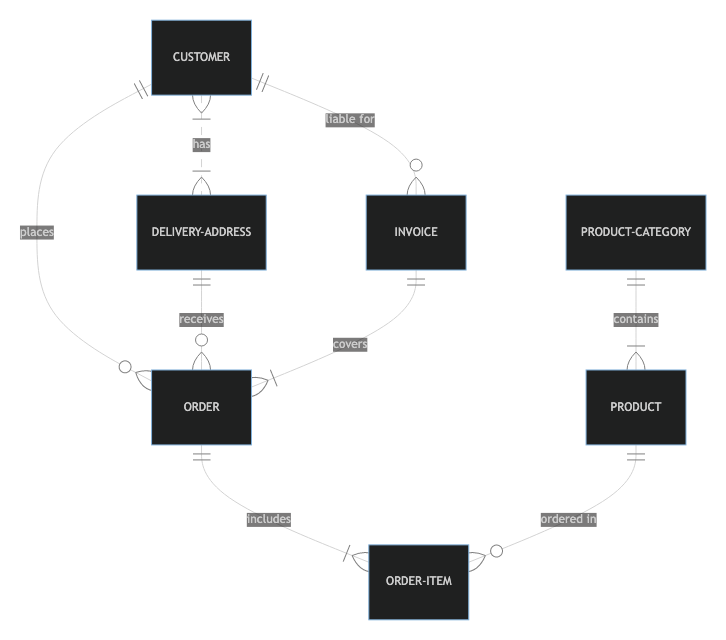 CUSTOMER
liable for
has
places
DELIVERY-ADDRESS
INVOICE
PRODUCT-CATEGORY
receives
contains
covers
ORDER
PRODUCT
includes
ordered in
ORDER-ITEM